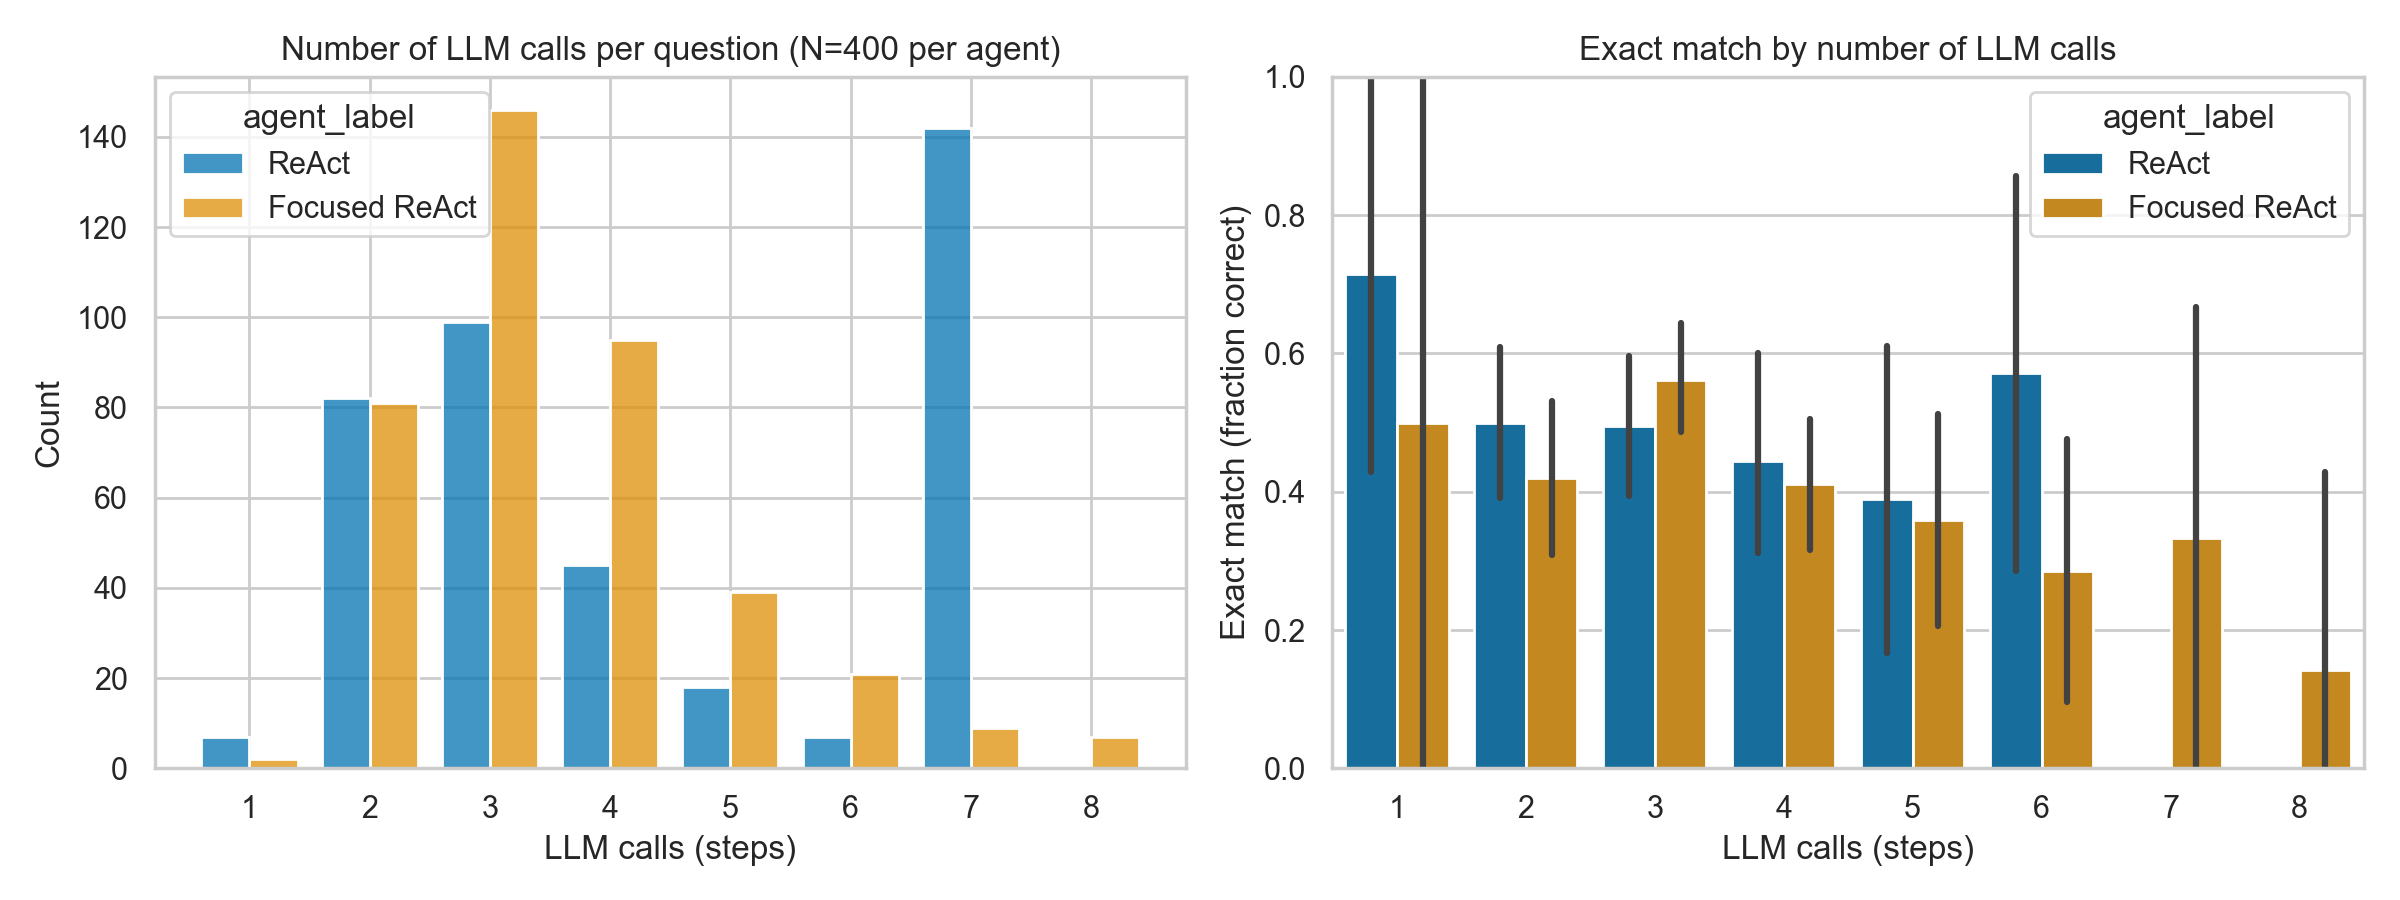 Number of LLM calls per question (N=400 per agent)
agent_label
ReAct
Focused ReAct
Count
140
120
100
80
60
40
20
0
1 2 3 4 5 6 7 8
LLM calls (steps)
Exact match by number of LLM calls
agent_label
ReAct
Focused ReAct
Exact match (fraction correct)
1.0
0.8
0.6
0.4
0.2
0.0
1 2 3 4 5 6 7 8
LLM calls (steps)